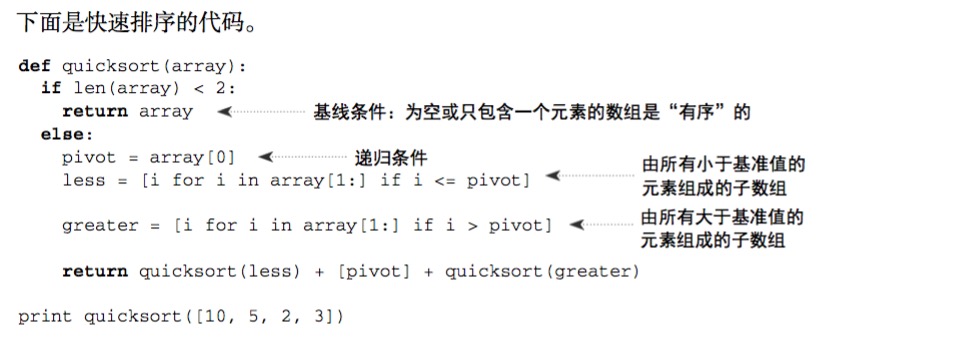 下面是快速排序的代码。
def quicksort(array):
if len(array) < 2:
return array
基线条件：为空或只包含一个元素的数组是“有序”的
else:
pivot = array[0]
递归条件
less = [i for i in array[1:] if i <= pivot]
由所有小于基准值的
元素组成的子数组
greater = [i for i in array[1:] if i > pivot]
由所有大于基准值的
元素组成的子数组
return quicksort(less) + [pivot] + quicksort(greater)
print quicksort([10, 5, 2, 3])